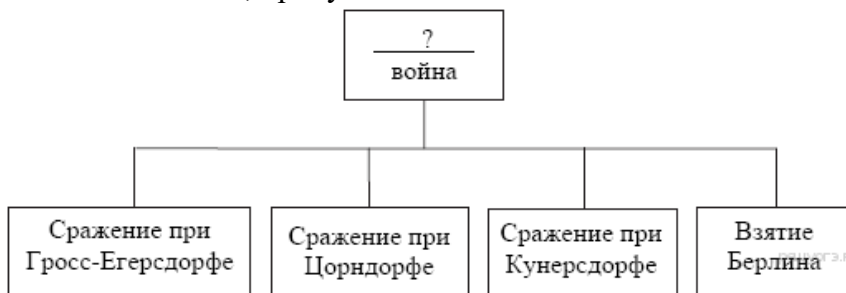 ?
война
Сражение при
Гросс-Егерсдорфе
Сражение при
Цорндорфе
Сражение при
Кунерсдорфе
Взятие
Берлина